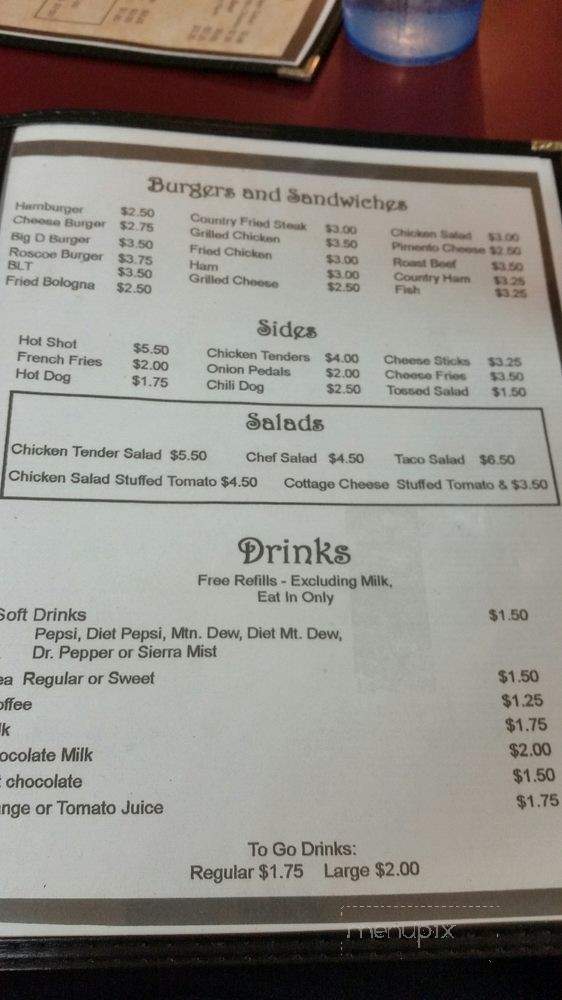 Burgers and Sandwiches
Hamburger $2.50 Country Fried Steak $3.00 Chicken Salad $3.00
Cheese Burger $2.75 Grilled Chicken $3.50 Pimento Cheese $2.50
Big D Burger $3.50 Fried Chicken $3.00 Roast Beef $3.50
Roscoe Burger $3.75 Ham $3.00 Country Ham $3.25
BLT $3.50 Grilled Cheese $2.50 Fish $3.25
Fried Bologna $2.50
Sides
Hot Shot $5.50 Chicken Tenders $4.00 Cheese Sticks $3.25
French Fries $2.00 Onion Pedals $2.00 Cheese Fries $3.50
Hot Dog $1.75 Chili Dog $2.50 Tossed Salad $1.50
Salads
Chicken Tender Salad $5.50 Chef Salad $4.50 Taco Salad $6.50
Chicken Salad Stuffed Tomato $4.50 Cottage Cheese Stuffed Tomato & $3.50
Drinks
Free Refills - Excluding Milk,
Eat In Only
Soft Drinks $1.50
Pepsi, Diet Pepsi, Mtn. Dew, Diet Mt. Dew,
Dr. Pepper or Sierra Mist
ea Regular or Sweet $1.50
offee $1.25
lk $1.75
ocolate Milk $2.00
t chocolate $1.50
ange or Tomato Juice $1.75
To Go Drinks:
Regular $1.75 Large $2.00
menupix